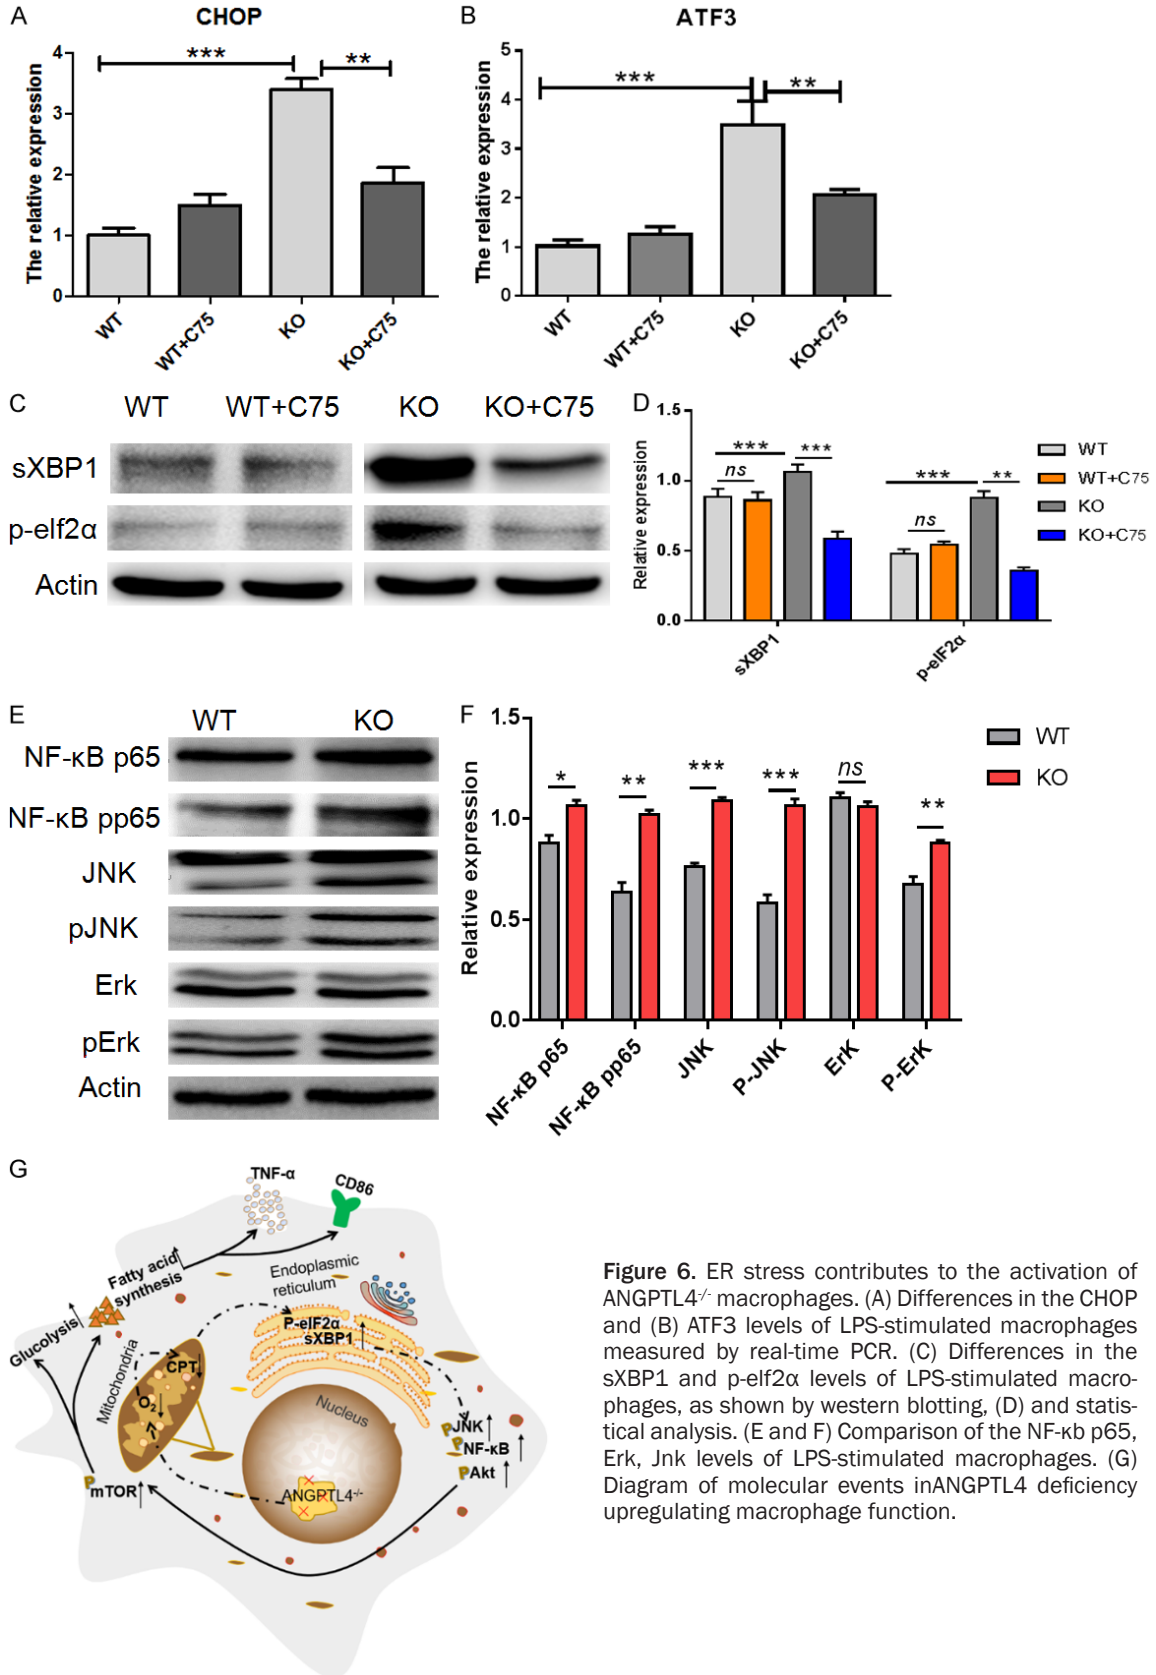 A
CHOP
The relative expression
4
3
2
1
0
***
**
WT
WT+C75
KO
KO+C75
B
ATF3
The relative expression
5
4
3
2
1
0
***
**
WT
WT+C75
KO
KO+C75
C
WT WT+C75 KO KO+C75
sXBP1
p-elf2α
Actin
D
Relative expression
1.5
1.0
0.5
0.0
*** ***
ns
*** **
ns
sXBP1
p-eIF2α
WT
WT+C75
KO
KO+C75
E
WT KO
NF-κB p65
NF-κB pp65
JNK
pJNK
Erk
pErk
Actin
F
Relative expression
1.5
1.0
0.5
0.0
* ** *** *** ns **
NF-κB p65
NF-κB pp65
JNK
P-JNK
ErK
P-ErK
WT
KO
G
TNF-α
CD86
Fatty acid
synthesis
Glucolysis
Endoplasmic
reticulum
P-eIF2α
sXBP1
Mitochondria
CPT
O2
Nucleus
ANGPTL4-/-
PJNK
P
NF-κB
PAkt
P
mTOR
Figure 6. ER stress contributes to the activation of
ANGPTL4-/- macrophages. (A) Differences in the CHOP
and (B) ATF3 levels of LPS-stimulated macrophages
measured by real-time PCR. (C) Differences in the
sXBP1 and p-elf2α levels of LPS-stimulated macro-
phages, as shown by western blotting, (D) and statis-
tical analysis. (E and F) Comparison of the NF-κb p65,
Erk, Jnk levels of LPS-stimulated macrophages. (G)
Diagram of molecular events inANGPTL4 deficiency
upregulating macrophage function.